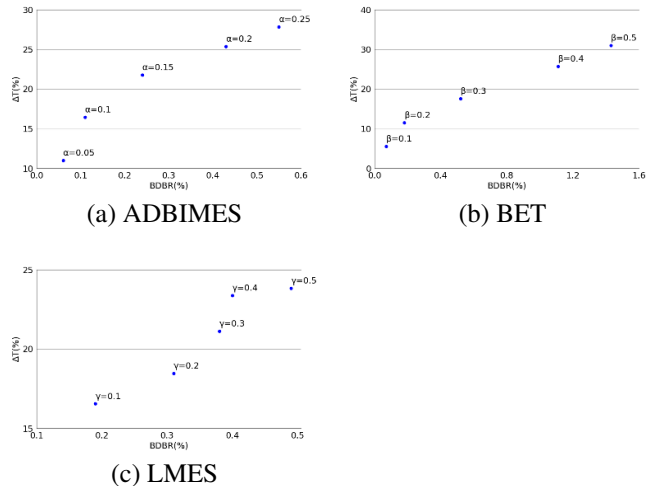 30
25
20
15
10
ΔT(%)
α=0.05
α=0.1
α=0.15
α=0.2
α=0.25
0.0 0.1 0.2 0.3 0.4 0.5 0.6
BDBR(%)
(a) ADBIMES
40
30
20
10
0
ΔT(%)
β=0.1
β=0.2
β=0.3
β=0.4
β=0.5
0.0 0.4 0.8 1.2 1.6
BDBR(%)
(b) BET
25
20
15
ΔT(%)
γ=0.1
γ=0.2
γ=0.3
γ=0.4
γ=0.5
0.1 0.2 0.3 0.4 0.5
BDBR(%)
(c) LMES